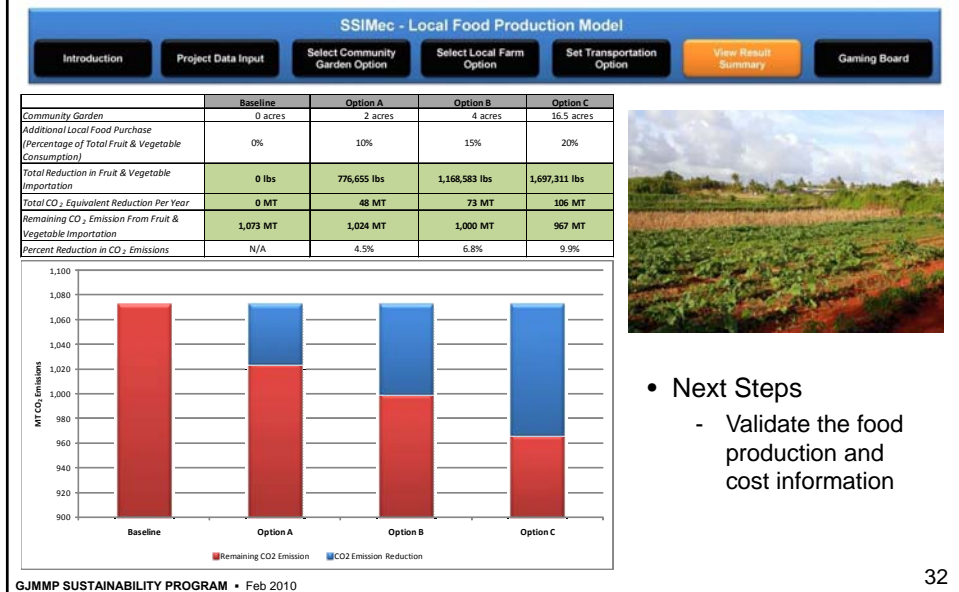 SSIMec - Local Food Production Model
Introduction
Project Data Input
Select Community
Garden Option
Select Local Farm
Option
Set Transportation
Option
View Result
Summary
Gaming Board
Baseline Option A Option B Option C
Community Garden 0 acres 2 acres 4 acres 16.5 acres
Additional Local Food Purchase
(Percentage of Total Fruit & Vegetable 0% 10% 15% 20%
Consumption)
Total Reduction in Fruit & Vegetable
Importation 0 lbs 776,655 lbs 1,168,583 lbs 1,697,311 lbs
Total CO₂ Equivalent Reduction Per Year 0 MT 48 MT 73 MT 106 MT
Remaining CO₂ Emission From Fruit &
Vegetable Importation 1,073 MT 1,024 MT 1,000 MT 967 MT
Percent Reduction in CO₂ Emissions N/A 4.5% 6.8% 9.9%
MT CO₂ Emissions
1,100
1,080
1,060
1,040
1,020
1,000
980
960
940
920
900
Baseline Option A Option B Option C
Remaining CO2 Emission CO2 Emission Reduction
• Next Steps
- Validate the food
production and
cost information
GJMMP SUSTAINABILITY PROGRAM • Feb 2010
32